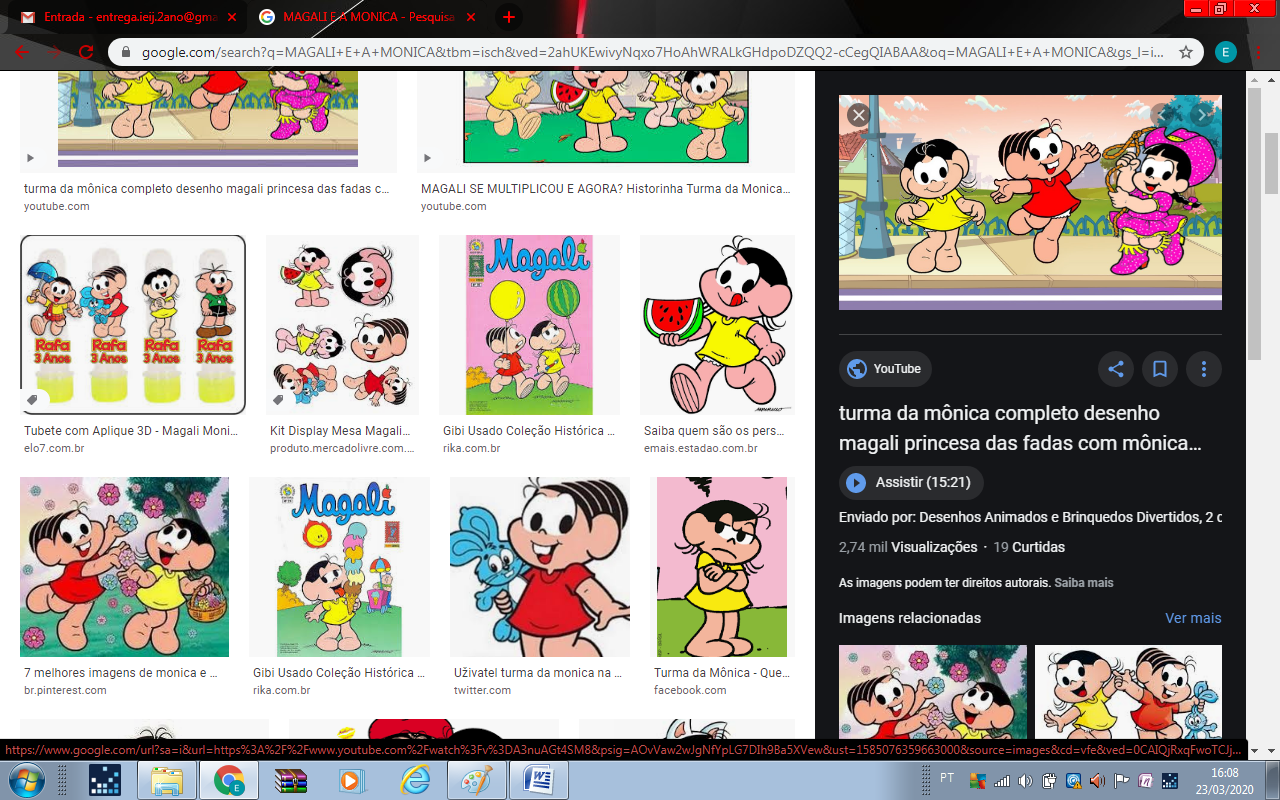 Entrada - entrega.ieij.2ano@gma
MAGALI E A MONICA - Pesquisa
google.com/search?q=MAGALI+E+A+MONICA&tbm=isch&ved=2ahUKEwivyNqxo7HoAhWRALkGHdpoDZQQ2-cCegQIABAA&oq=MAGALI+E+A+MONICA&gs_l=i...
E
turma da mônica completo desenho magali princesa das fadas c...
youtube.com
MAGALI SE MULTIPLICOU E AGORA? Historinha Turma da Monica...
youtube.com
Rafa
3 Anos
Rafa
3 Anos
Rafa
3 Anos
Rafa
3 Anos
Magali
Tubete com Aplique 3D - Magali Moni...
elo7.com.br
Kit Display Mesa Magali...
produto.mercadolivre.com....
Gibi Usado Coleção Histórica ...
rika.com.br
Saiba quem são os pers...
emais.estadao.com.br
Magali
7 melhores imagens de monica e ...
br.pinterest.com
Gibi Usado Coleção Histórica ...
rika.com.br
Uživatel turma da monica na ...
twitter.com
Turma da Mônica - Que...
facebook.com
YouTube
turma da mônica completo desenho
magali princesa das fadas com mônica...
Assistir (15:21)
Enviado por: Desenhos Animados e Brinquedos Divertidos, 2 d
2,74 mil Visualizações · 19 Curtidas
As imagens podem ter direitos autorais. Saiba mais
Imagens relacionadas
Ver mais
https://www.google.com/url?sa=i&url=https%3A%2F%2Fwww.youtube.com%2Fwatch%3Fv%3DA3nuAGt4SM8&psig=AOvVaw2wJgNfYpLG7DIh9Ba5XVew&ust=1585076359663000&source=images&cd=vfe&ved=0CAIQjRxqFwoTCJj...
PT
16:08
23/03/2020